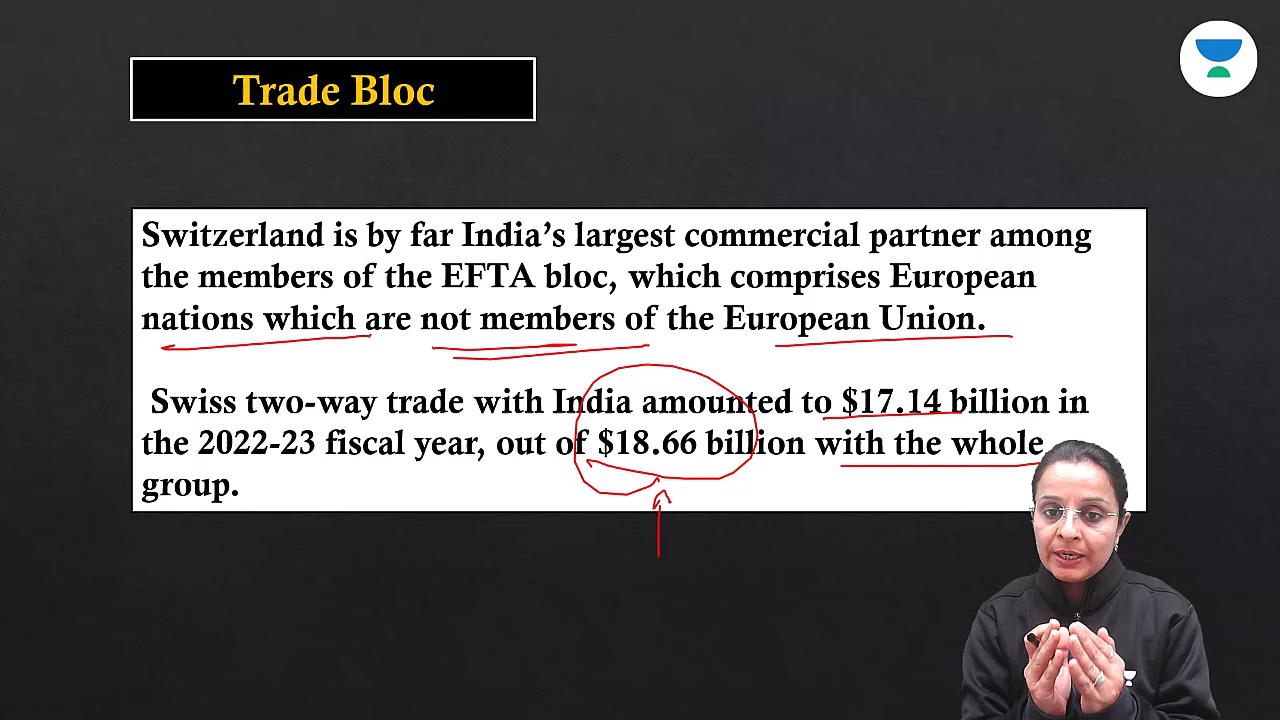 Trade Bloc
Switzerland is by far India's largest commercial partner among
the members of the EFTA bloc, which comprises European
nations which are not members of the European Union.
Swiss two-way trade with India amounted to $17.14 billion in
the 2022-23 fiscal year, out of $18.66 billion with the whole
group.